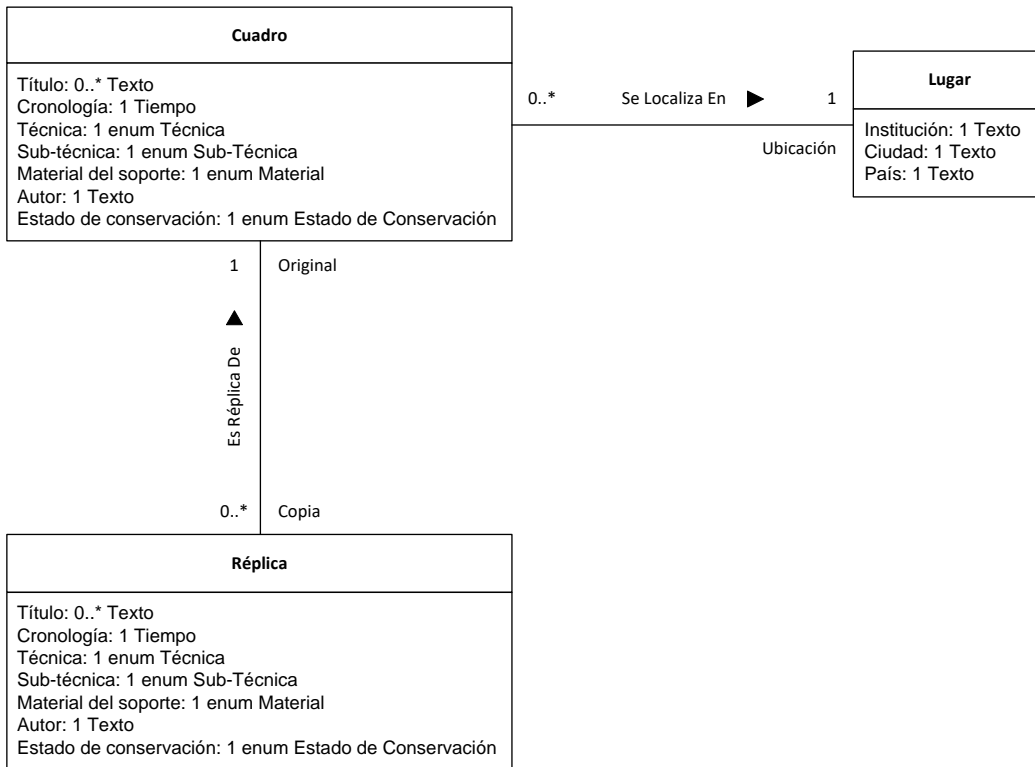 Cuadro
Título: 0..* Texto
Cronología: 1 Tiempo
Técnica: 1 enum Técnica
Sub-técnica: 1 enum Sub-Técnica
Material del soporte: 1 enum Material
Autor: 1 Texto
Estado de conservación: 1 enum Estado de Conservación
0..* Se Localiza En 1
Ubicación
Lugar
Institución: 1 Texto
Ciudad: 1 Texto
País: 1 Texto
1 Original
Es Réplica De
0..* Copia
Réplica
Título: 0..* Texto
Cronología: 1 Tiempo
Técnica: 1 enum Técnica
Sub-técnica: 1 enum Sub-Técnica
Material del soporte: 1 enum Material
Autor: 1 Texto
Estado de conservación: 1 enum Estado de Conservación